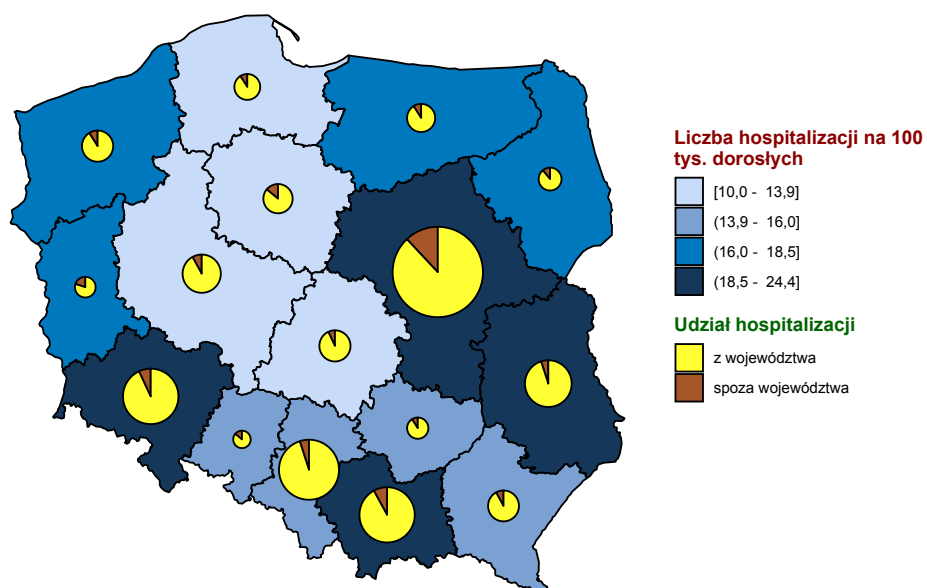 Liczba hospitalizacji na 100
tys. dorosłych
[10,0 - 13,9]
(13,9 - 16,0]
(16,0 - 18,5]
(18,5 - 24,4]
Udział hospitalizacji
z województwa
spoza województwa